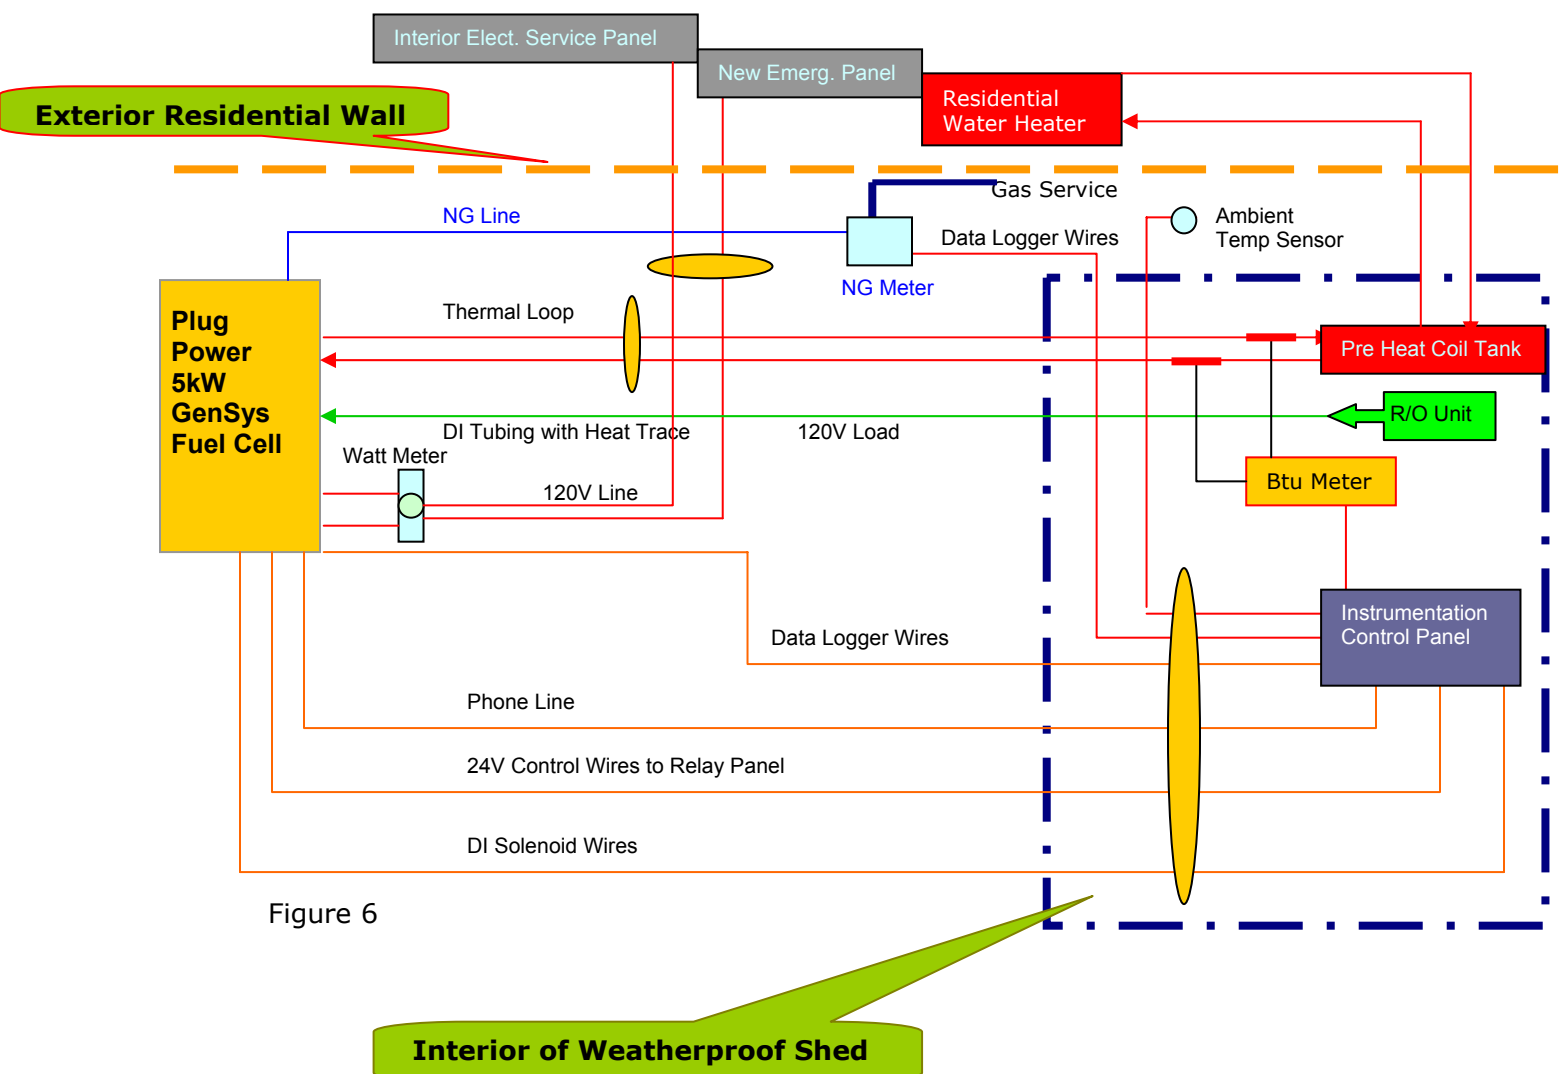 Interior Elect. Service Panel
New Emerg. Panel
Residential
Water Heater
Exterior Residential Wall
Gas Service
NG Line
Ambient
Temp Sensor
Data Logger Wires
NG Meter
Thermal Loop
Plug
Power
5kW
GenSys
Fuel Cell
Pre Heat Coil Tank
R/O Unit
DI Tubing with Heat Trace
120V Load
Watt Meter
120V Line
Btu Meter
Instrumentation
Control Panel
Data Logger Wires
Phone Line
24V Control Wires to Relay Panel
DI Solenoid Wires
Figure 6
Interior of Weatherproof Shed